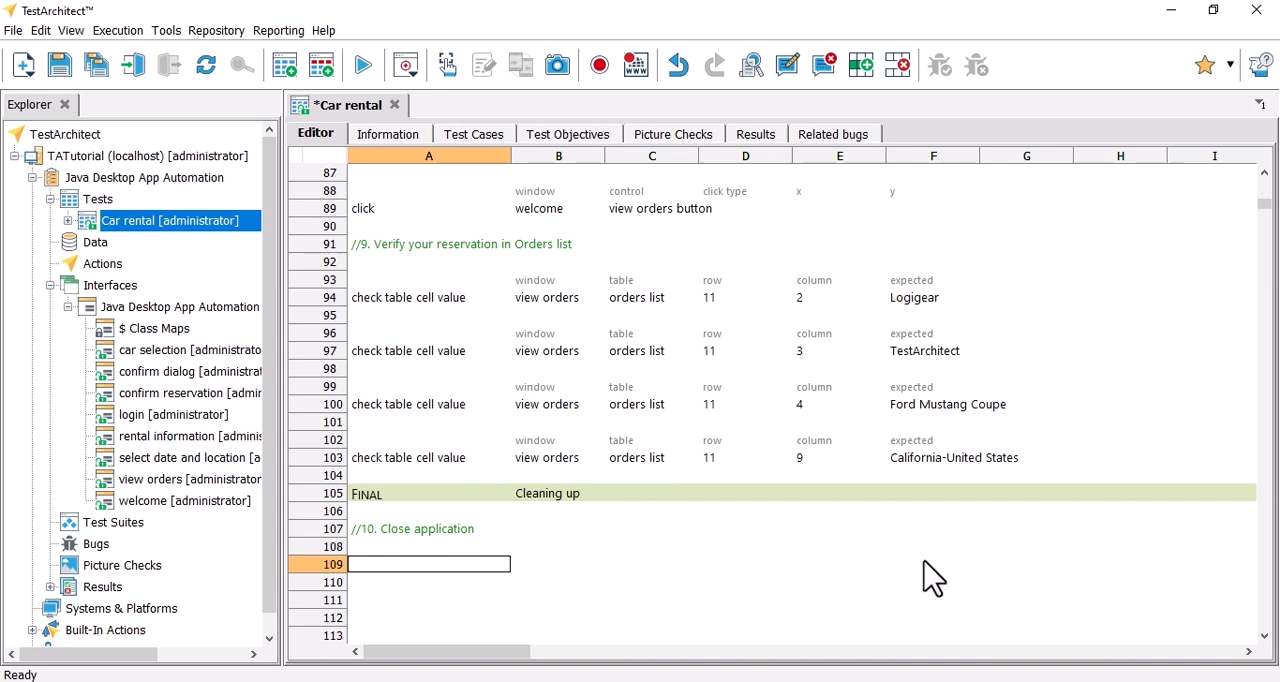 TestArchitect™
File Edit View Execution Tools Repository Reporting Help
Explorer
TestArchitect
TATutorial (localhost) [administrator]
Java Desktop App Automation
Tests
Car rental [administrator]
Data
Actions
Interfaces
Java Desktop App Automation
$ Class Maps
car selection [administrato
confirm dialog [administrat
confirm reservation [admir
login [administrator]
rental information [adminis
select date and location [a
view orders [administrator
welcome [administrator]
Test Suites
Bugs
Picture Checks
Results
Systems & Platforms
Built-In Actions
*Car rental
1
Editor Information Test Cases Test Objectives Picture Checks Results Related bugs
A B C D E F G H I
87
88 window control click type x y
89 click welcome view orders button
90
91 //9. Verify your reservation in Orders list
92
93 window table row column expected
94 check table cell value view orders orders list 11 2 Logigear
95
96 window table row column expected
97 check table cell value view orders orders list 11 3 TestArchitect
98
99 window table row column expected
100 check table cell value view orders orders list 11 4 Ford Mustang Coupe
101
102 window table row column expected
103 check table cell value view orders orders list 11 9 California-United States
104
105 FINAL Cleaning up
106
107 //10. Close application
108
109
110
111
112
113
Ready